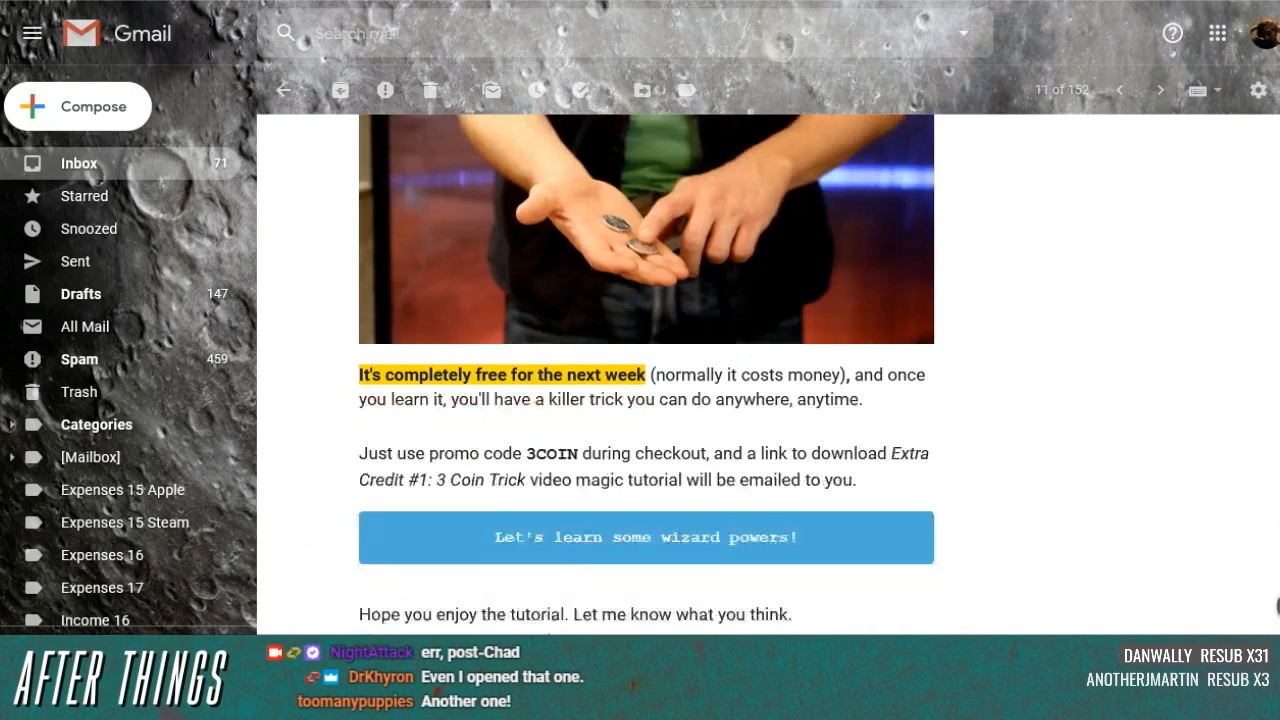 Gmail
Search mail
Compose
11 of 152
Inbox 71
Starred
Snoozed
Sent
Drafts 147
All Mail
Spam 459
Trash
Categories
[Mailbox]
Expenses 15 Apple
Expenses 15 Steam
Expenses 16
Expenses 17
Income 16
It's completely free for the next week (normally it costs money), and once
you learn it, you'll have a killer trick you can do anywhere, anytime.
Just use promo code 3COIN during checkout, and a link to download Extra
Credit #1: 3 Coin Trick video magic tutorial will be emailed to you.
Let's learn some wizard powers!
Hope you enjoy the tutorial. Let me know what you think.
AFTER THINGS
NightAttack err, post-Chad
DrKhyron Even I opened that one.
toomanypuppies Another one!
DANWALLY RESUB X31
ANOTHERJMARTIN RESUB X3